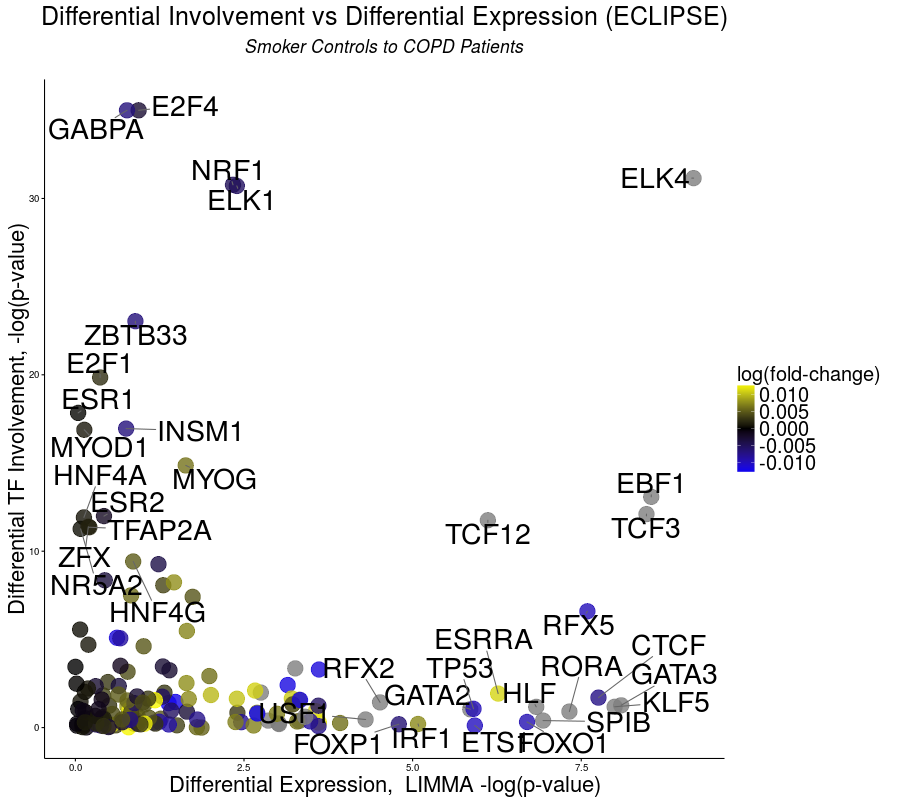 Differential Involvement vs Differential Expression (ECLIPSE)
Smoker Controls to COPD Patients
E2F4
GABPA
NRF1
ELK1
ELK4
30
ZBTB33
E2F1
20
ESR1
INSM1
MYOD1
HNF4A
MYOG
ESR2
TFAP2A
EBF1
TCF3
TCF12
10
ZFX
NR5A2
HNF4G
RFX5
ESRRA
CTCF
RFX2
TP53
RORA
GATA3
GATA2
HLF
KLF5
USF1
SPIB
FOXP1
IRF1
ETS1
FOXO1
0
0.0
2.5
5.0
7.5
Differential Expression, LIMMA -log(p-value)
Differential TF Involvement, -log(p-value)
log(fold-change)
0.010
0.005
0.000
-0.005
-0.010